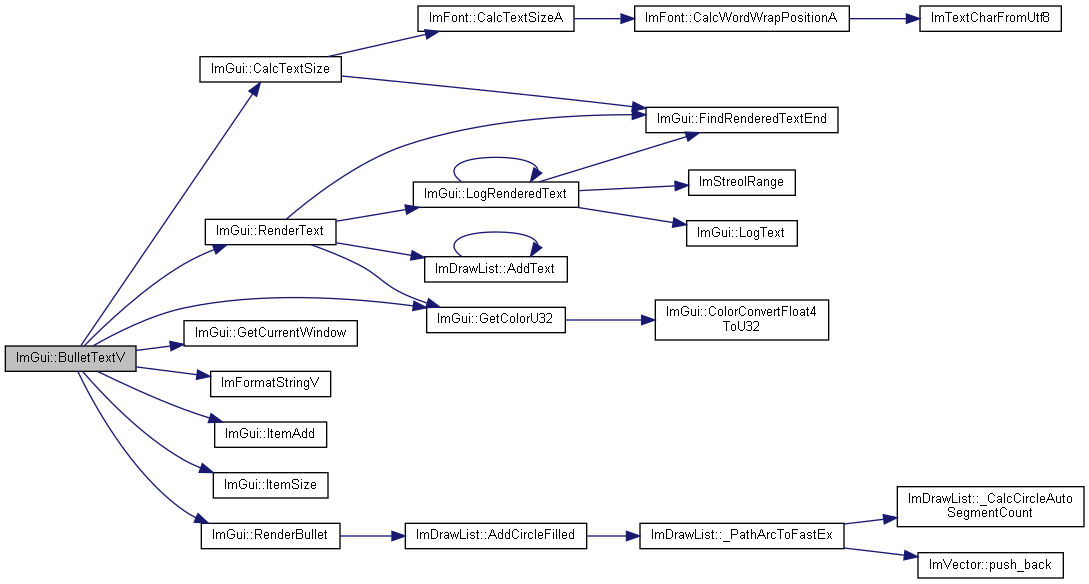 ImFont::CalcTextSizeA
ImFont::CalcWordWrapPositionA
ImTextCharFromUtf8
ImGui::CalcTextSize
ImGui::FindRenderedTextEnd
ImStreolRange
ImGui::LogRenderedText
ImGui::LogText
ImGui::RenderText
ImDrawList::AddText
ImGui::GetColorU32
ImGui::ColorConvertFloat4
ToU32
ImGui::GetCurrentWindow
ImGui::BulletTextV
ImFormatStringV
ImGui::ItemAdd
ImGui::ItemSize
ImGui::RenderBullet
ImDrawList::AddCircleFilled
ImDrawList::_PathArcToFastEx
ImDrawList::_CalcCircleAuto
SegmentCount
ImVector::push_back